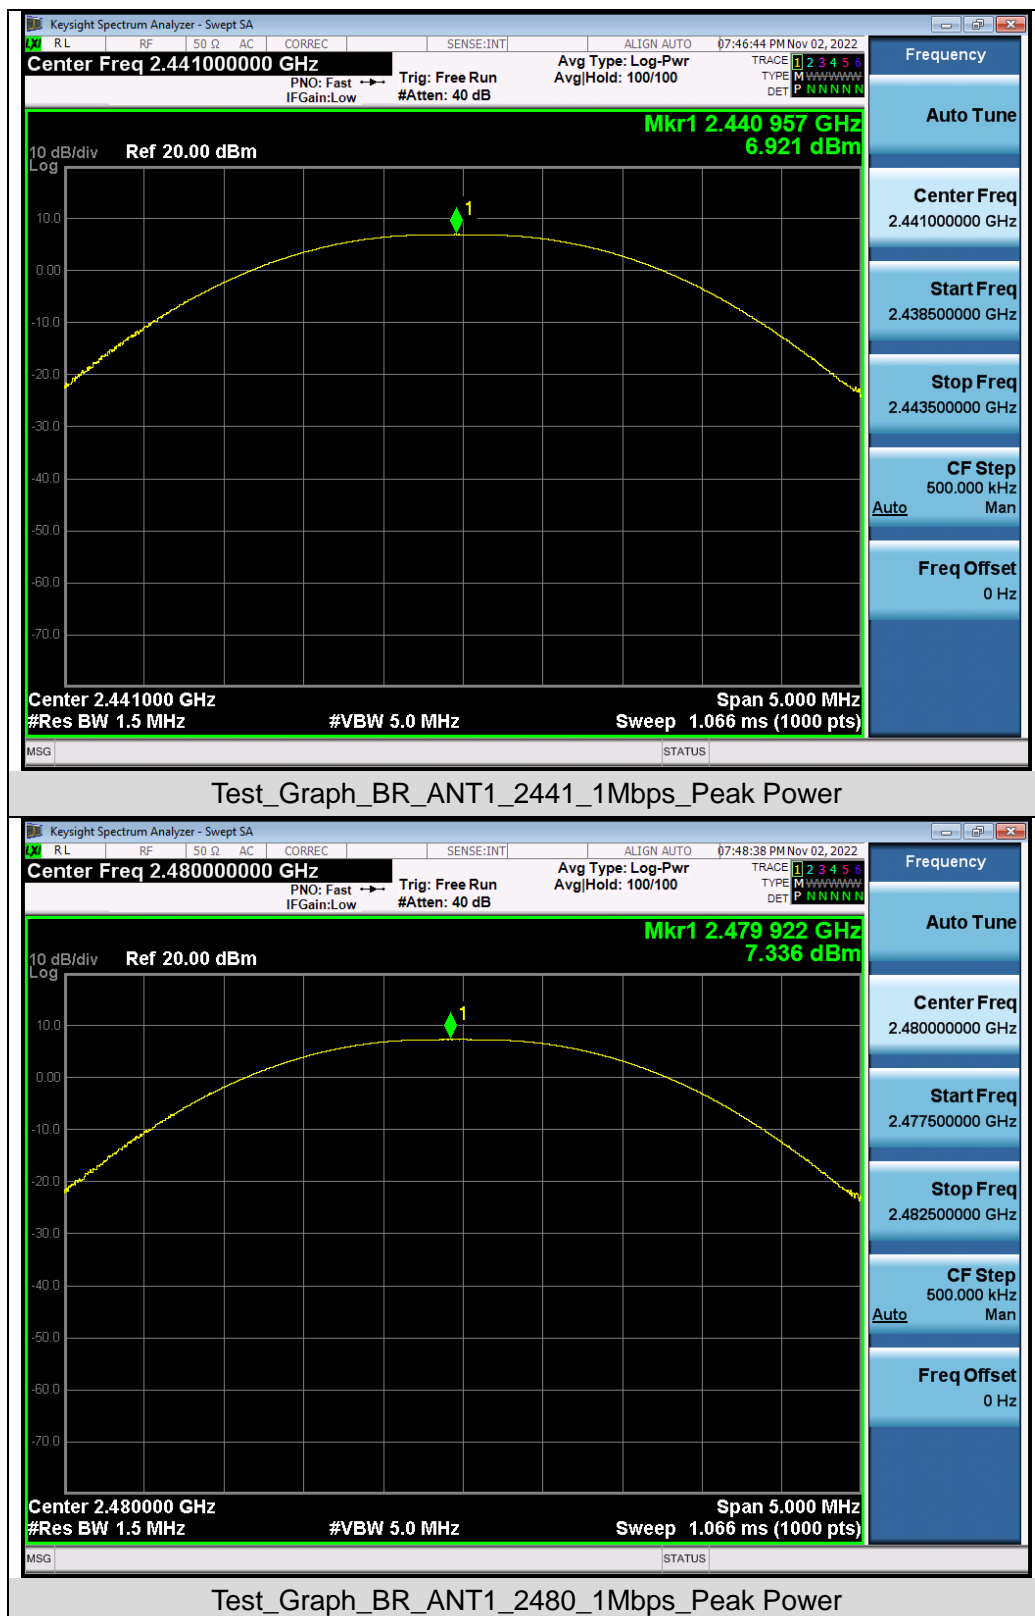 Keysight Spectrum Analyzer - Swept SA
LXI RL RF 50 Ω AC CORREC SENSE:INT ALIGN AUTO 07:46:44 PM Nov 02, 2022
Center Freq 2.441000000 GHz
PNO: Fast
IFGain:Low
Trig: Free Run
#Atten: 40 dB
Avg Type: Log-Pwr
Avg|Hold: 100/100
TRACE 1 2 3 4 5 6
TYPE M WWWWW
DET P N N N N N
Mkr1 2.440 957 GHz
6.921 dBm
10 dB/div Ref 20.00 dBm
Log
1
10.0
0.00
-10.0
-20.0
-30.0
-40.0
-50.0
-60.0
-70.0
Center 2.441000 GHz Span 5.000 MHz
#Res BW 1.5 MHz #VBW 5.0 MHz Sweep 1.066 ms (1000 pts)
MSG STATUS
Frequency
Auto Tune
Center Freq
2.441000000 GHz
Start Freq
2.438500000 GHz
Stop Freq
2.443500000 GHz
CF Step
500.000 kHz
Auto Man
Freq Offset
0 Hz
Test_Graph_BR_ANT1_2441_1Mbps_Peak Power
Keysight Spectrum Analyzer - Swept SA
LXI RL RF 50 Ω AC CORREC SENSE:INT ALIGN AUTO 07:48:38 PM Nov 02, 2022
Center Freq 2.480000000 GHz
PNO: Fast
IFGain:Low
Trig: Free Run
#Atten: 40 dB
Avg Type: Log-Pwr
Avg|Hold: 100/100
TRACE 1 2 3 4 5 6
TYPE M WWWWW
DET P N N N N N
Mkr1 2.479 922 GHz
7.336 dBm
10 dB/div Ref 20.00 dBm
Log
1
10.0
0.00
-10.0
-20.0
-30.0
-40.0
-50.0
-60.0
-70.0
Center 2.480000 GHz Span 5.000 MHz
#Res BW 1.5 MHz #VBW 5.0 MHz Sweep 1.066 ms (1000 pts)
MSG STATUS
Frequency
Auto Tune
Center Freq
2.480000000 GHz
Start Freq
2.477500000 GHz
Stop Freq
2.482500000 GHz
CF Step
500.000 kHz
Auto Man
Freq Offset
0 Hz
Test_Graph_BR_ANT1_2480_1Mbps_Peak Power